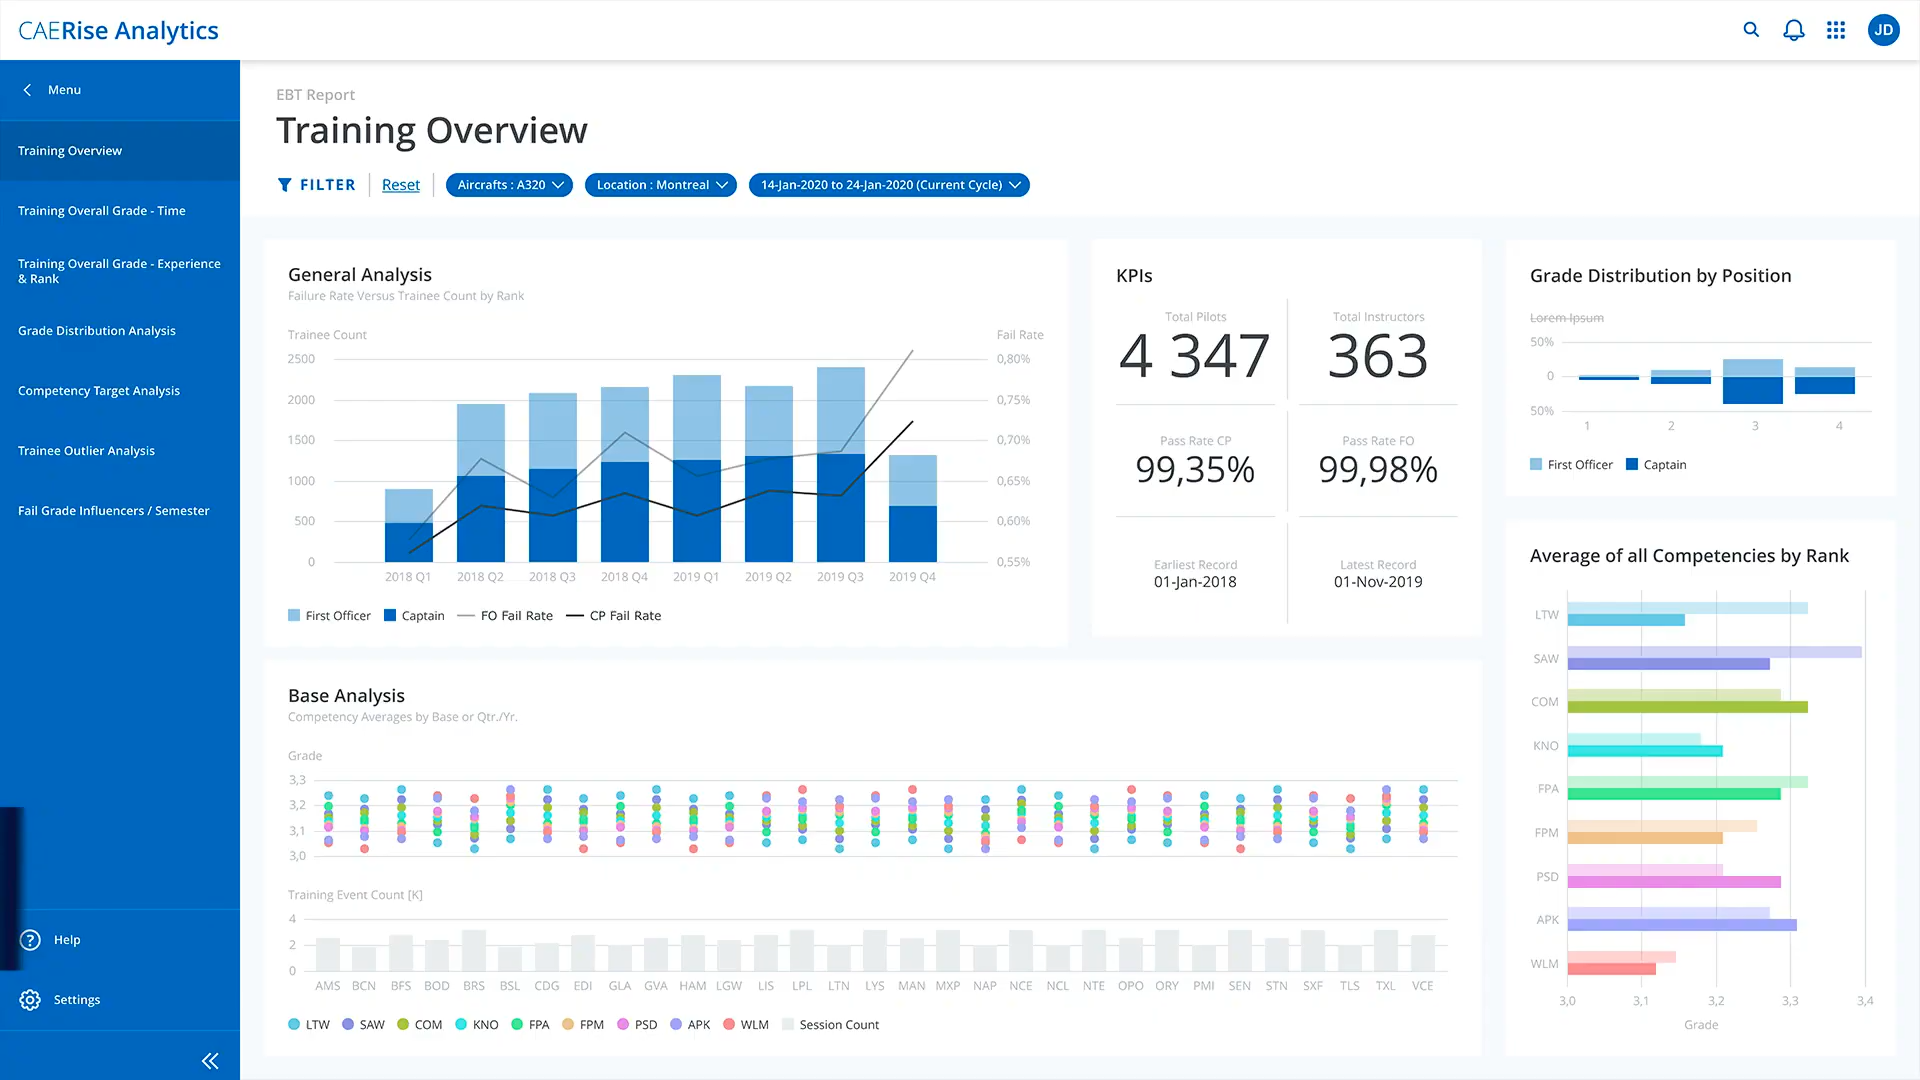 CAERise Analytics
JD
Menu
Training Overview
Training Overall Grade - Time
Training Overall Grade - Experience
& Rank
Grade Distribution Analysis
Competency Target Analysis
Trainee Outlier Analysis
Fail Grade Influencers / Semester
? Help
Settings
EBT Report
Training Overview
FILTER
Reset
Aircrafts : A320
Location : Montreal
14-Jan-2020 to 24-Jan-2020 (Current Cycle)
General Analysis
Failure Rate Versus Trainee Count by Rank
Trainee Count
Fail Rate
2500 0,80%
2000 0,75%
1500 0,70%
1000 0,65%
500 0,60%
0 0,55%
2018 Q1 2018 Q2 2018 Q3 2018 Q4 2019 Q1 2019 Q2 2019 Q3 2019 Q4
First Officer Captain FO Fail Rate CP Fail Rate
KPIs
Total Pilots
4 347
Total Instructors
363
Pass Rate CP
99,35%
Pass Rate FO
99,98%
Earliest Record
01-Jan-2018
Latest Record
01-Nov-2019
Grade Distribution by Position
Lorem Ipsum
50%
0
50%
1 2 3 4
First Officer Captain
Base Analysis
Competency Averages by Base or Qtr./Yr.
Grade
3,3
3,2
3,1
3,0
Training Event Count [K]
4
2
0
AMS BCN BFS BOD BRS BSL CDG EDI GLA GVA HAM LGW LIS LPL LTN LYS MAN MXP NAP NCE NCL NTE OPO ORY PMI SEN STN SXF TLS TXL VCE
LTW SAW COM KNO FPA FPM PSD APK WLM Session Count
Average of all Competencies by Rank
LTW
SAW
COM
KNO
FPA
FPM
PSD
APK
WLM
3,0 3,1 3,2 3,3 3,4
Grade